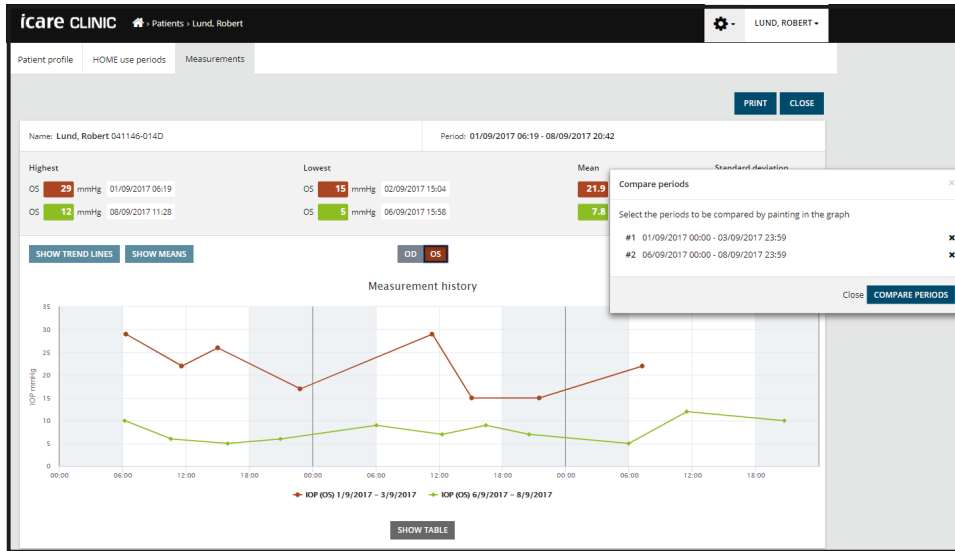 icare CLINIC › Patients › Lund, Robert LUND, ROBERT
Patient profile HOME use periods Measurements
PRINT CLOSE
Name: Lund, Robert 041146-014D Period: 01/09/2017 06:19 - 08/09/2017 20:42
Highest Lowest Mean Standard deviation
OS 29 mmHg 01/09/2017 06:19 OS 15 mmHg 02/09/2017 15:04 21.9
OS 12 mmHg 08/09/2017 11:28 OS 5 mmHg 06/09/2017 15:58 7.8
Compare periods ×
Select the periods to be compared by painting in the graph
#1 01/09/2017 00:00 - 03/09/2017 23:59
#2 06/09/2017 00:00 - 08/09/2017 23:59
Close COMPARE PERIODS
SHOW TREND LINES SHOW MEANS OD OS
Measurement history
IOP mmHg
35
30
25
20
15
10
5
0
00:00 06:00 12:00 18:00 00:00 06:00 12:00 18:00 00:00 06:00 12:00 18:00
IOP (OS) 1/9/2017 – 3/9/2017 IOP (OS) 6/9/2017 – 8/9/2017
SHOW TABLE